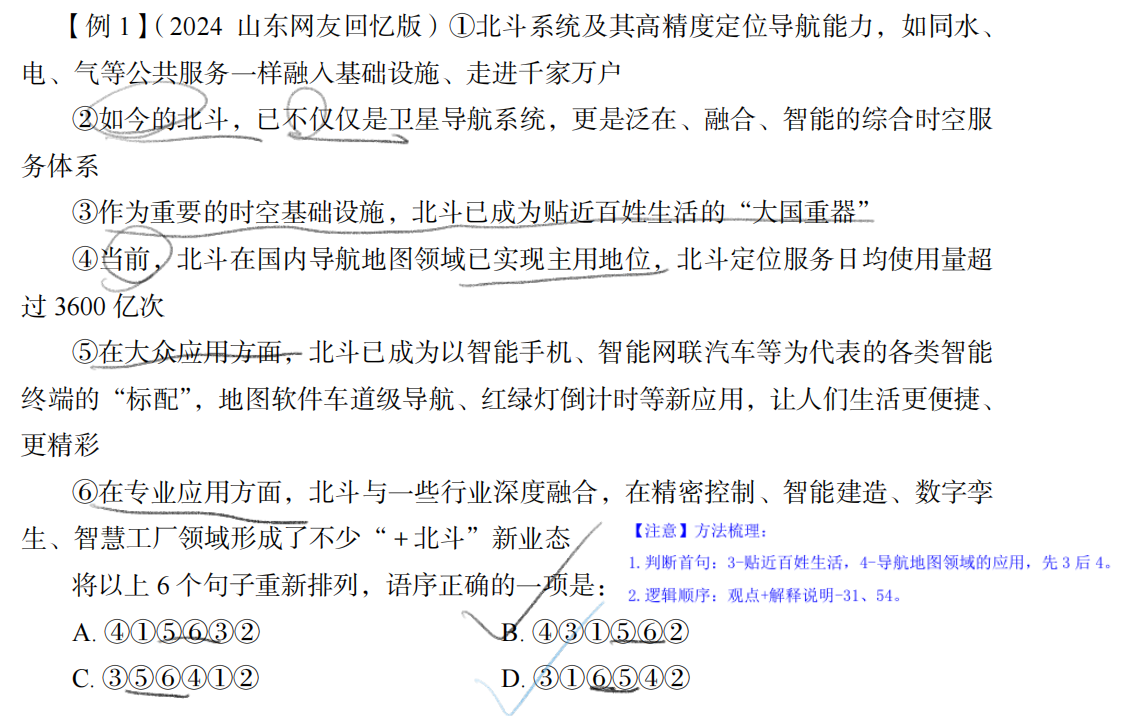 【例 1】（2024 山东网友回忆版）①北斗系统及其高精度定位导航能力，如同水、
电、气等公共服务一样融入基础设施、走进千家万户
②如今的北斗，已不仅仅是卫星导航系统，更是泛在、融合、智能的综合时空服
务体系
③作为重要的时空基础设施，北斗已成为贴近百姓生活的“大国重器”
④当前，北斗在国内导航地图领域已实现主用地位，北斗定位服务日均使用量超
过 3600 亿次
⑤在大众应用方面，北斗已成为以智能手机、智能网联汽车等为代表的各类智能
终端的“标配”，地图软件车道级导航、红绿灯倒计时等新应用，让人们生活更便捷、
更精彩
⑥在专业应用方面，北斗与一些行业深度融合，在精密控制、智能建造、数字孪
生、智慧工厂领域形成了不少“+北斗”新业态
【注意】方法梳理：
1.判断首句：3-贴近百姓生活，4-导航地图领域的应用，先 3 后 4。
2.逻辑顺序：观点+解释说明-31、54。
将以上 6 个句子重新排列，语序正确的一项是：
A. ④①⑤⑥③② B. ④③①⑤⑥②
C. ③⑤⑥④①② D. ③①⑥⑤④②